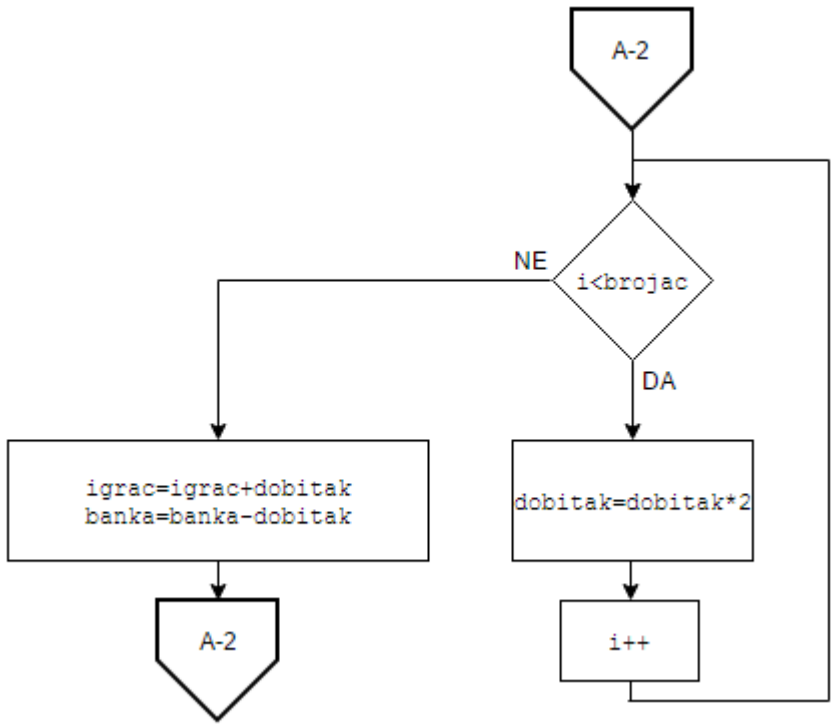 A-2
NE
i<brojac
DA
igrac=igrac+dobitak
banka=banka-dobitak
dobitak=dobitak*2
A-2
i++